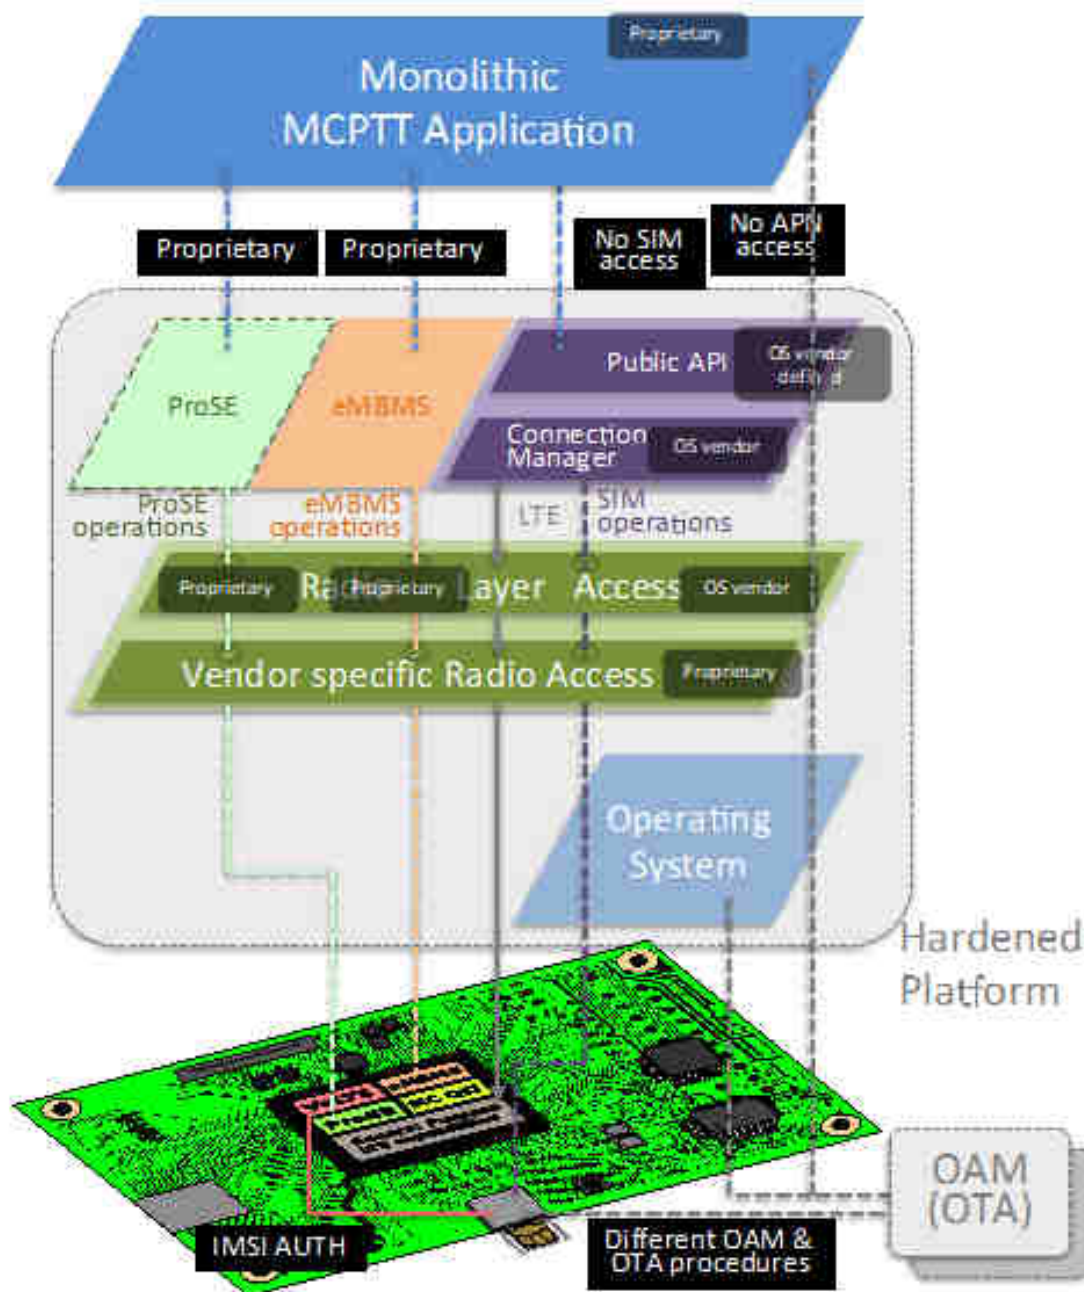 Proprietary
Monolithic
MCPTT Application
Proprietary
Proprietary
No SIM
access
No APN
access
Public API
OS vendor
ProSE
eMBMS
Connection
Manager
OS vendor
ProSE
operations
eMBMS
operations
LTE
SIM
operations
Proprietary
Proprietary
Layer Access
OS vendor
Vendor specific Radio Access
Proprietary
Operating
System
Hardened
Platform
OAM
(OTA)
IMSI AUTH
Different OAM &
OTA procedures